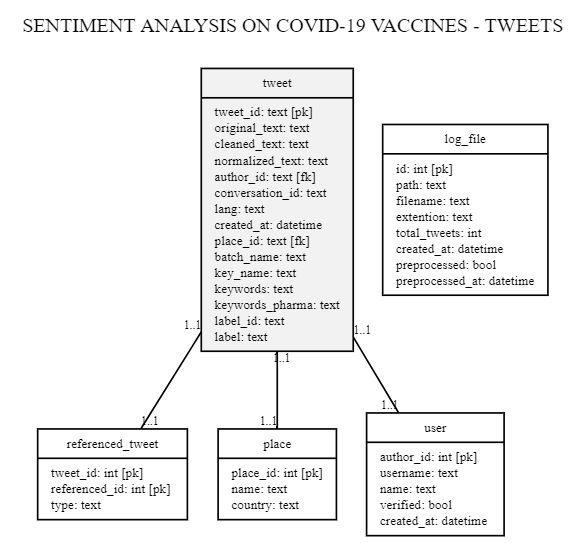 SENTIMENT ANALYSIS ON COVID-19 VACCINES - TWEETS
tweet
tweet_id: text [pk]
original_text: text
cleaned_text: text
normalized_text: text
author_id: text [fk]
conversation_id: text
lang: text
created_at: datetime
place_id: text [fk]
batch_name: text
key_name: text
keywords: text
keywords_pharma: text
label_id: text
label: text
log_file
id: int [pk]
path: text
filename: text
extention: text
total_tweets: int
created_at: datetime
preprocessed: bool
preprocessed_at: datetime
1..1
1..1
1..1
1..1
1..1
1..1
referenced_tweet
tweet_id: int [pk]
referenced_id: int [pk]
type: text
place
place_id: int [pk]
name: text
country: text
user
author_id: int [pk]
username: text
name: text
verified: bool
created_at: datetime